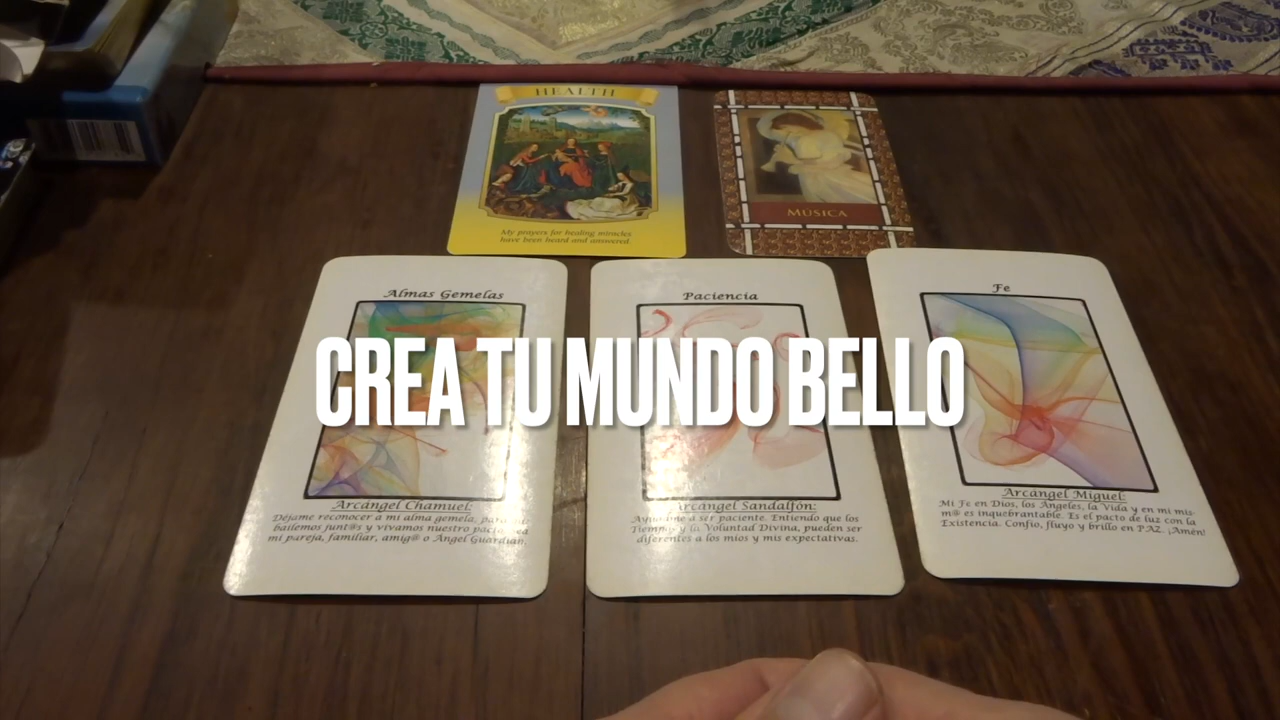 HEALTH
My prayers for healing miracles
have been heard and answered.
MÚSICA
Almas Gemelas
Arcángel Chamuel:
Déjame reconocer a mi alma gemela, para
bailemos junt@s y vivamos nuestro
mi pareja, familiar, amig@ o Ángel Guardián.
Paciencia
Arcángel Sandalfón:
a ser paciente. Entiendo que los
y la Voluntad Divina, pueden ser
diferentes a los míos y mis expectativas.
Fe
Arcángel Miguel:
Mi Fe en Dios, los Ángeles, la Vida y en mi mis-
m@ es inquebrantable. Es el pacto de luz con la
Existencia. Confío, fluyo y brillo en PAZ. ¡Amén!
CREA TU MUNDO BELLO